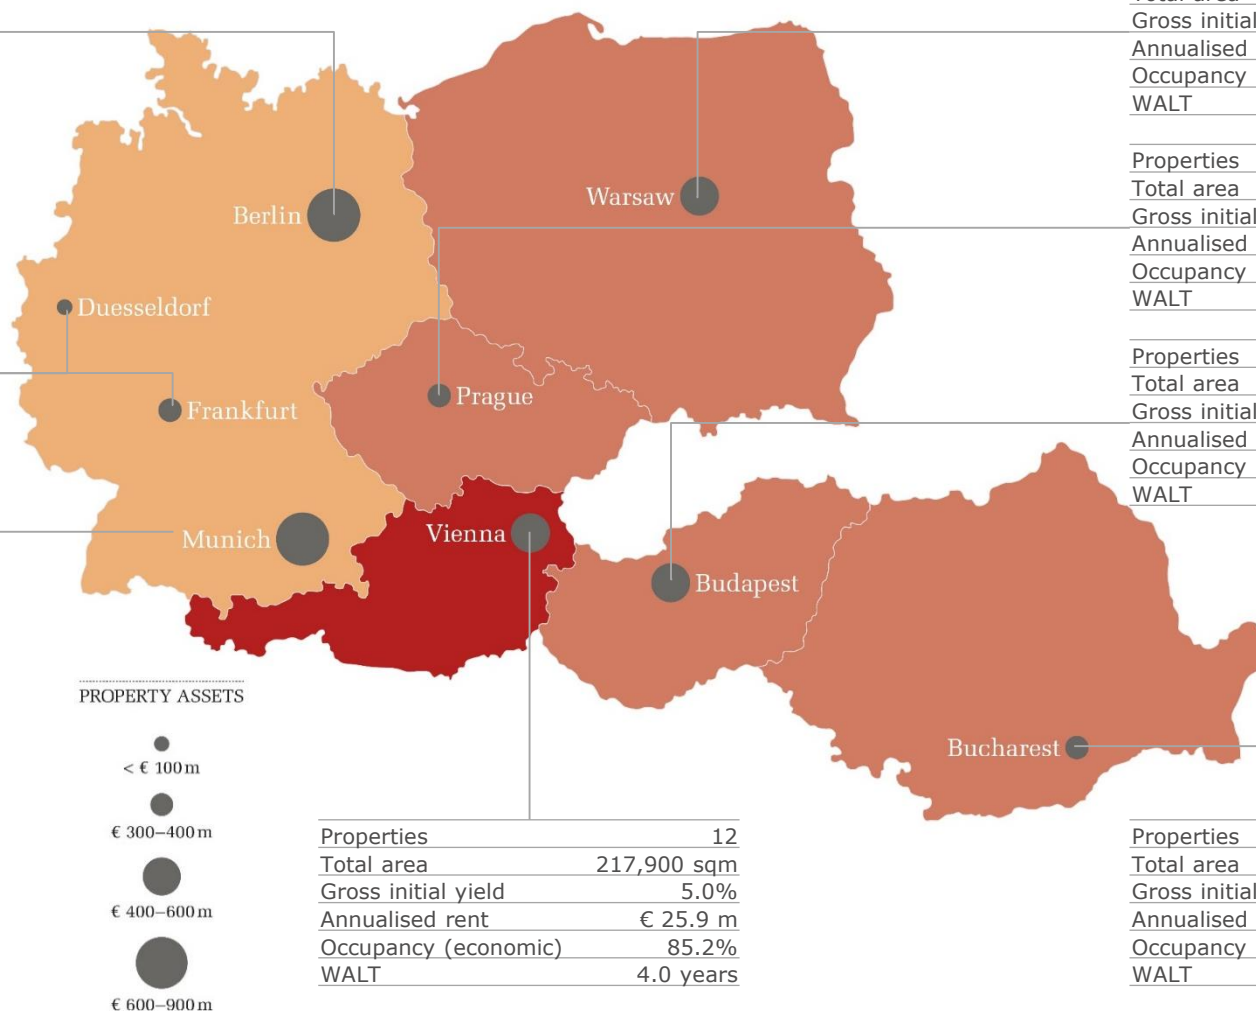 Total area
Gross initial
Annualised
Occupancy
WALT
Properties
Total area
Gross initial
Annualised
Occupancy
WALT
Properties
Total area
Gross initial
Annualised
Occupancy
WALT
Berlin
Warsaw
Duesseldorf
Frankfurt
Prague
Munich
Vienna
Budapest
Bucharest
PROPERTY ASSETS
< € 100 m
€ 300–400 m
€ 400–600 m
€ 600–900 m
Properties 12
Total area 217,900 sqm
Gross initial yield 5.0%
Annualised rent € 25.9 m
Occupancy (economic) 85.2%
WALT 4.0 years
Properties
Total area
Gross initial
Annualised
Occupancy
WALT